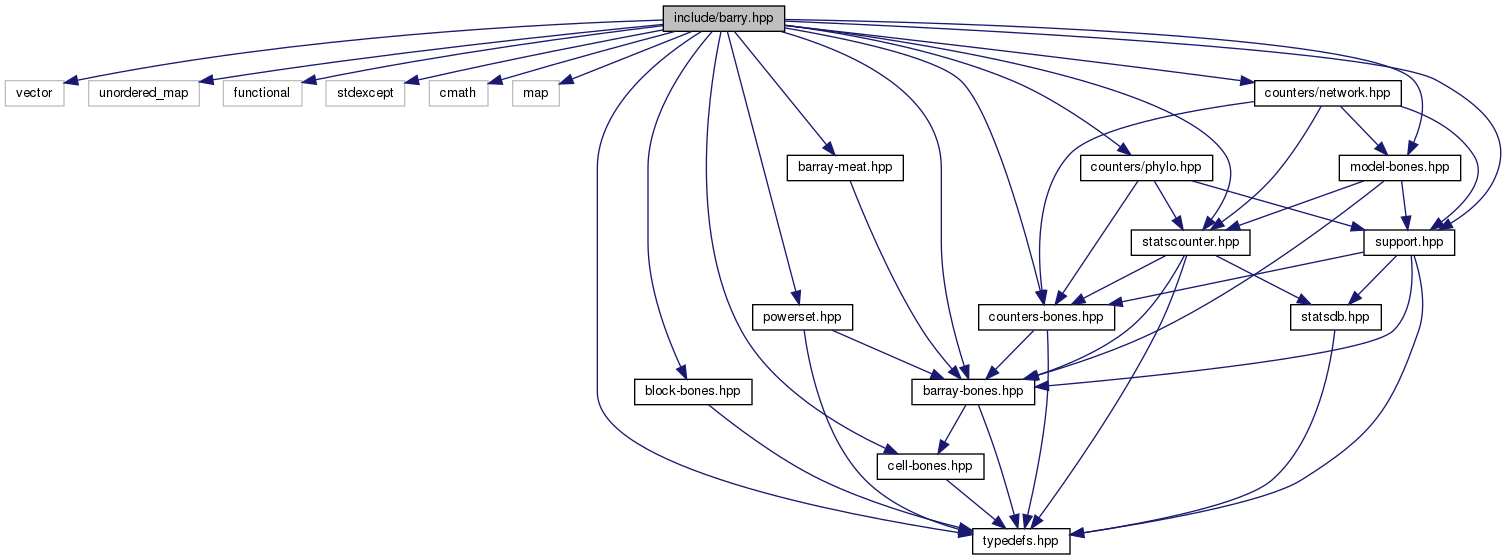 include/barry.hpp
vector
unordered_map
functional
stdexcept
cmath
map
counters/network.hpp
barray-meat.hpp
counters/phylo.hpp
model-bones.hpp
statscounter.hpp
support.hpp
powerset.hpp
counters-bones.hpp
statsdb.hpp
block-bones.hpp
barray-bones.hpp
cell-bones.hpp
typedefs.hpp